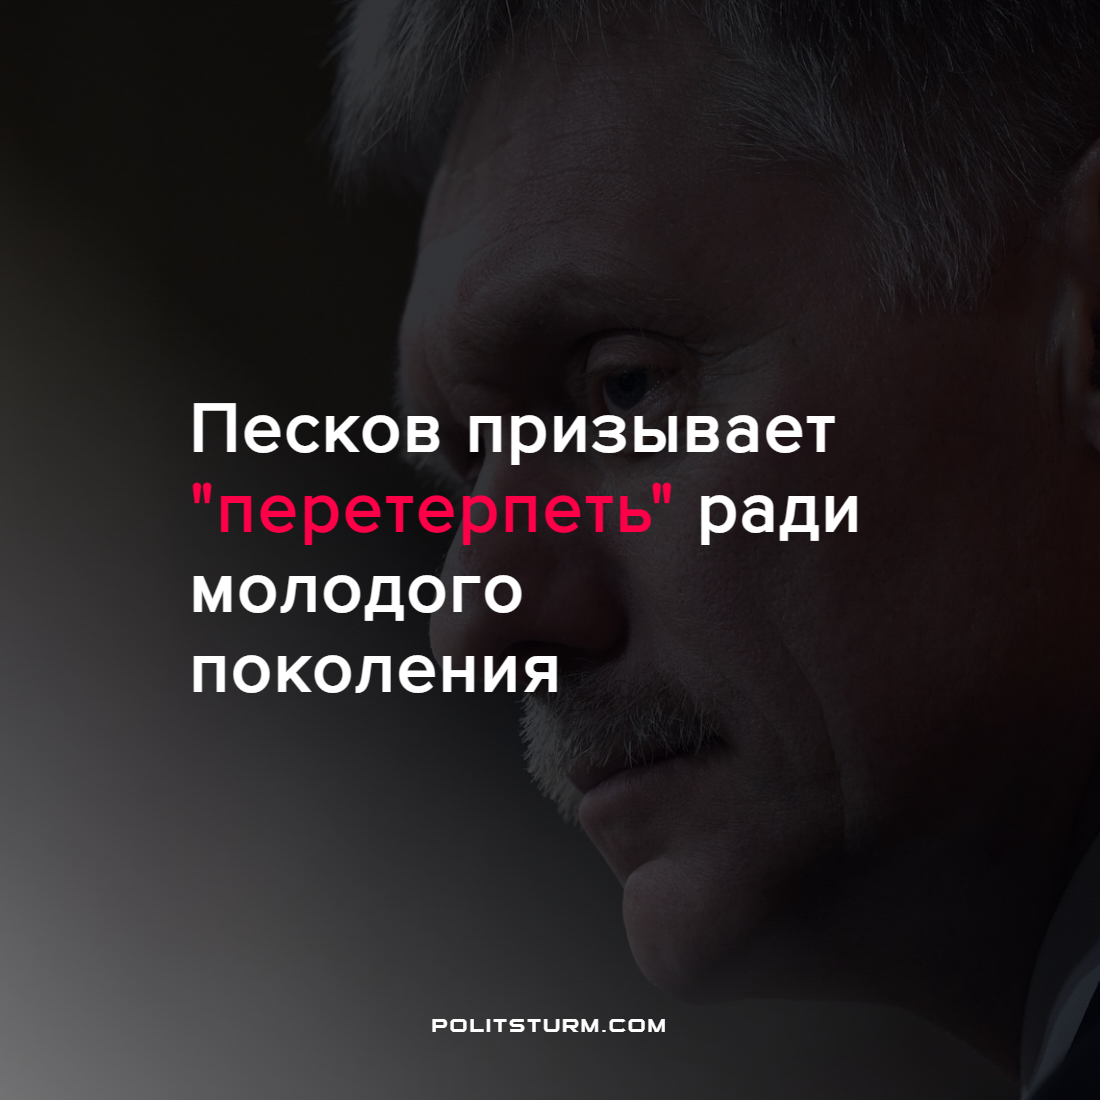 Песков призывает
"перетерпеть" ради
молодого
поколения
POLITSTURM.COM